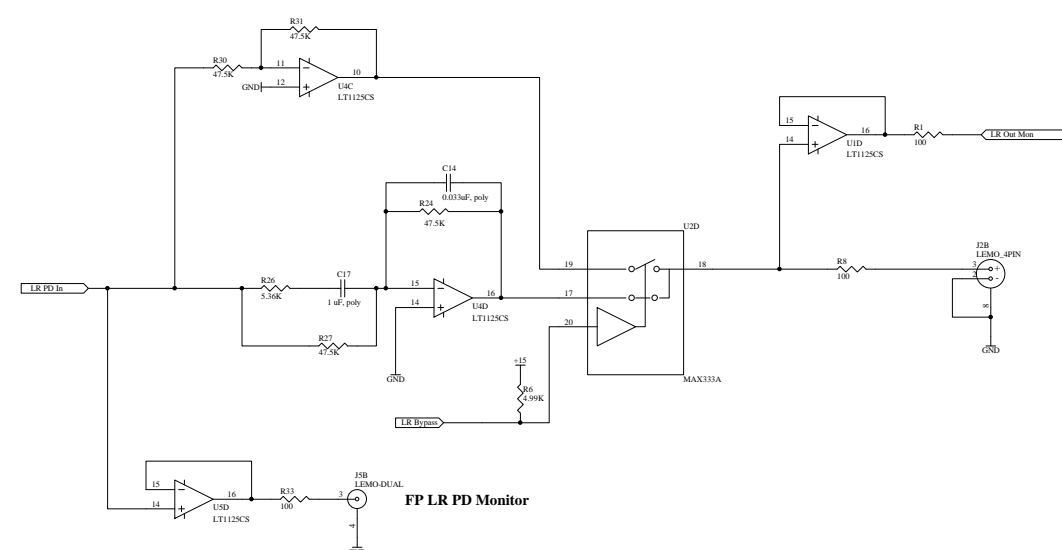 R31
47.5K
R30
47.5K
11
12
10
GND
U4C
LT1125CS
15
14
16
U1D
LT1125CS
R1
100
LR Out Mon
C14
0.033uF, poly
R24
47.5K
U2D
J2B
LEMO_4PIN
19
17
20
18
R8
100
3
2
+
-
8
GND
LR PD In
R26
5.36K
C17
1 uF, poly
15
14
16
U4D
LT1125CS
R27
47.5K
GND
+15
R6
4.99K
MAX333A
LR Bypass
15
14
16
U5D
LT1125CS
R33
100
J5B
LEMO-DUAL
3
4
FP LR PD Monitor